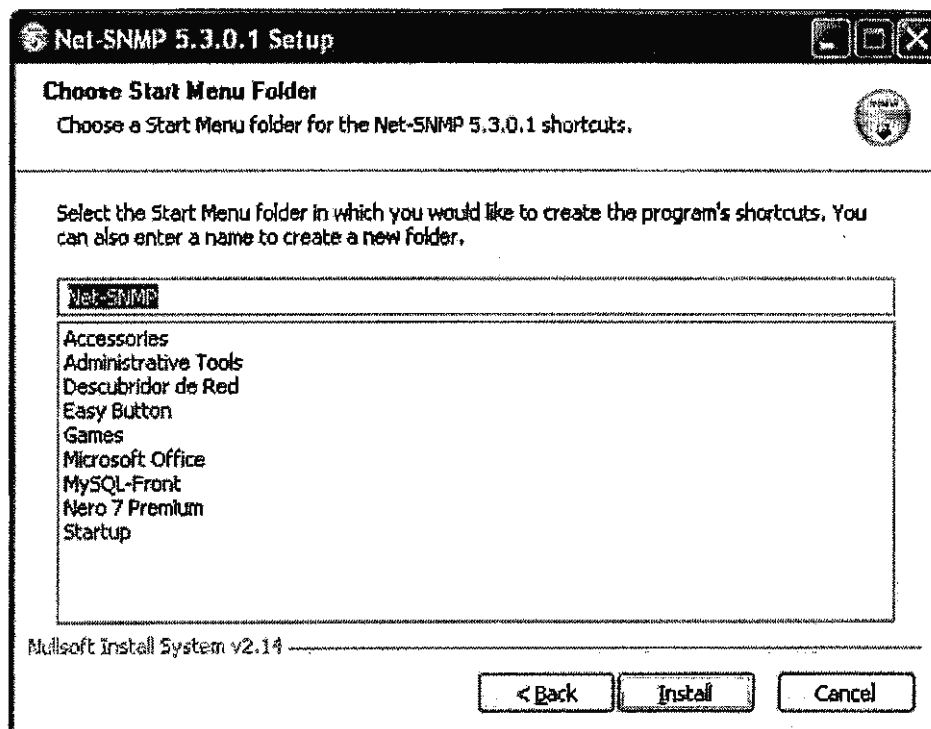 Net-SNMP 5.3.0.1 Setup
Choose Start Menu Folder
Choose a Start Menu folder for the Net-SNMP 5.3.0.1 shortcuts.
Select the Start Menu folder in which you would like to create the program's shortcuts. You
can also enter a name to create a new folder.
Net-SNMP
Accessories
Administrative Tools
Descubridor de Red
Easy Button
Games
Microsoft Office
MySQL-Front
Nero 7 Premium
Startup
Nullsoft Install System v2.14
< Back
Install
Cancel